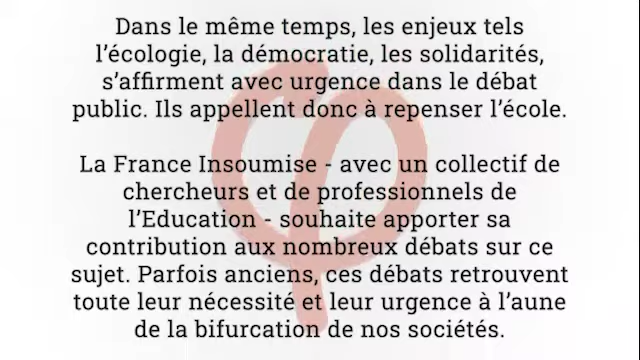 Dans le même temps, les enjeux tels
l’écologie, la démocratie, les solidarités,
s’affirment avec urgence dans le débat
public. Ils appellent donc à repenser l’école.
La France Insoumise - avec un collectif de
chercheurs et de professionnels de
l’Education - souhaite apporter sa
contribution aux nombreux débats sur ce
sujet. Parfois anciens, ces débats retrouvent
toute leur nécessité et leur urgence à l’aune
de la bifurcation de nos sociétés.